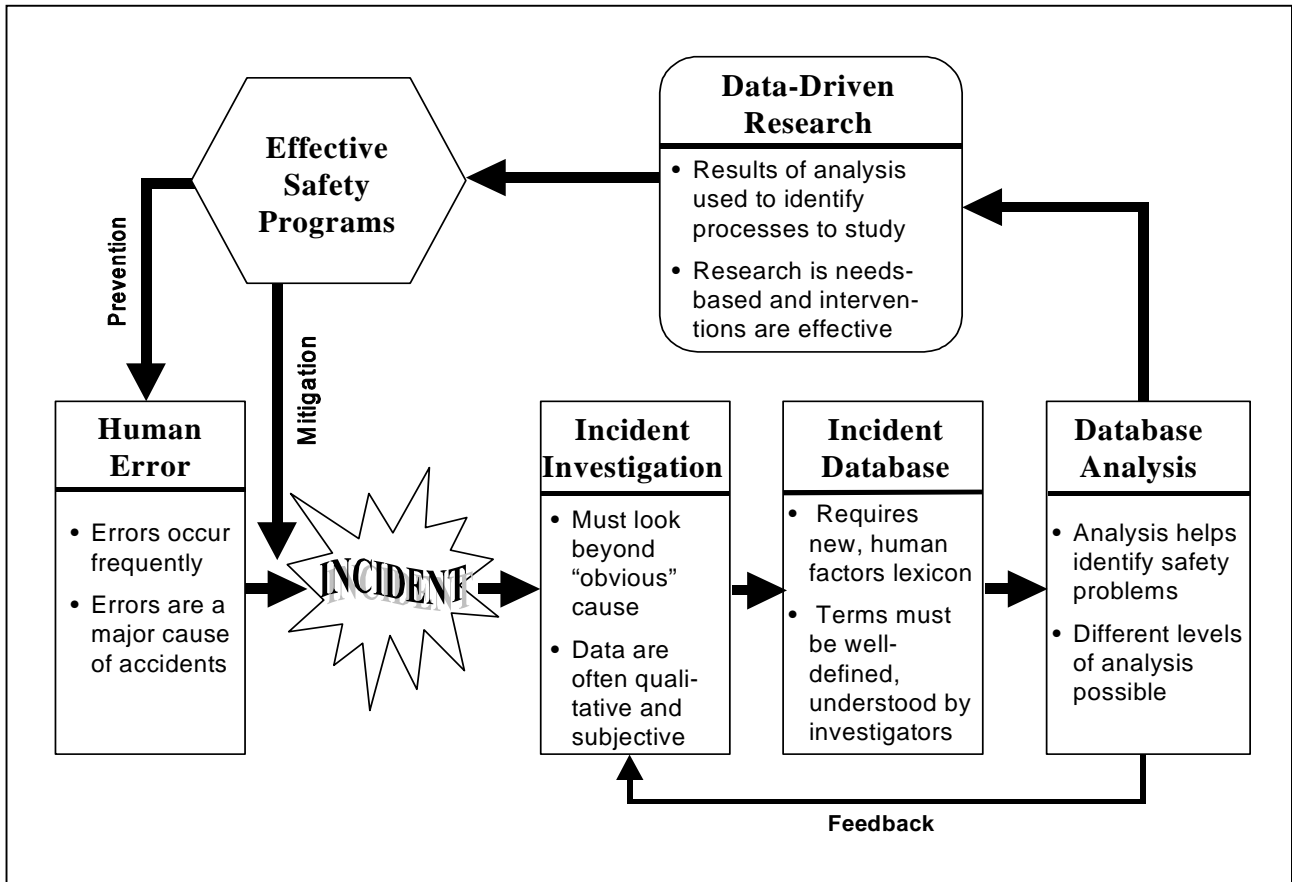 Effective
Safety
Programs
Data-Driven
Research
• Results of analysis
used to identify
processes to study
• Research is needs-
based and interven-
tions are effective
Prevention
Mitigation
Human
Error
• Errors occur
frequently
• Errors are a
major cause
of accidents
INCIDENT
Incident
Investigation
• Must look
beyond
“obvious”
cause
• Data are
often quali-
tative and
subjective
Incident
Database
• Requires
new, human
factors lexicon
• Terms must
be well-
defined,
understood by
investigators
Database
Analysis
• Analysis helps
identify safety
problems
• Different levels
of analysis
possible
Feedback